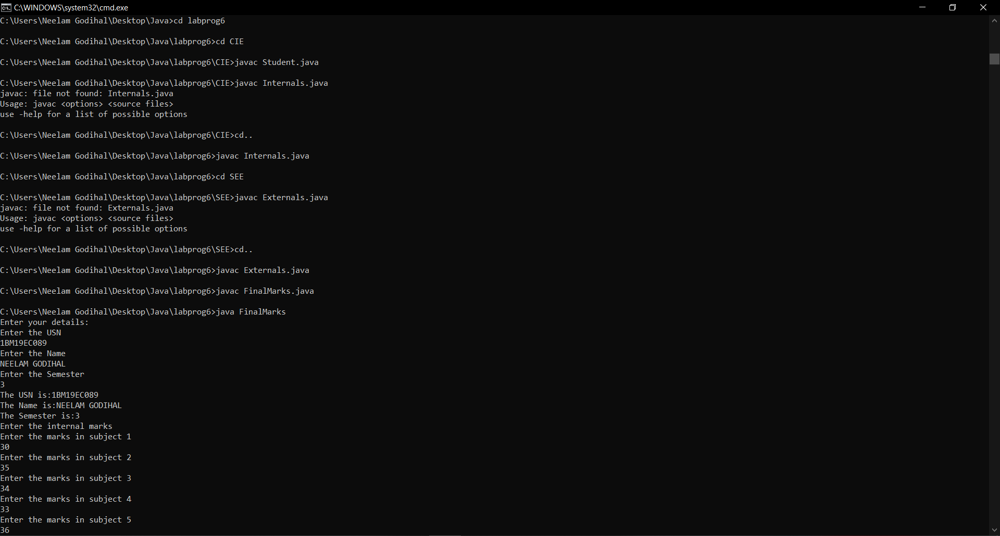 C:\WINDOWS\system32\cmd.exe
C:\Users\Neelam Godihal\Desktop\Java>cd labprog6
C:\Users\Neelam Godihal\Desktop\Java\labprog6>cd CIE
C:\Users\Neelam Godihal\Desktop\Java\labprog6\CIE>javac Student.java
C:\Users\Neelam Godihal\Desktop\Java\labprog6\CIE>javac Internals.java
javac: file not found: Internals.java
Usage: javac <options> <source files>
use -help for a list of possible options
C:\Users\Neelam Godihal\Desktop\Java\labprog6\CIE>cd..
C:\Users\Neelam Godihal\Desktop\Java\labprog6>javac Internals.java
C:\Users\Neelam Godihal\Desktop\Java\labprog6>cd SEE
C:\Users\Neelam Godihal\Desktop\Java\labprog6\SEE>javac Externals.java
javac: file not found: Externals.java
Usage: javac <options> <source files>
use -help for a list of possible options
C:\Users\Neelam Godihal\Desktop\Java\labprog6\SEE>cd..
C:\Users\Neelam Godihal\Desktop\Java\labprog6>javac Externals.java
C:\Users\Neelam Godihal\Desktop\Java\labprog6>javac FinalMarks.java
C:\Users\Neelam Godihal\Desktop\Java\labprog6>java FinalMarks
Enter your details:
Enter the USN
1BM19EC089
Enter the Name
NEELAM GODIHAL
Enter the Semester
3
The USN is:1BM19EC089
The Name is:NEELAM GODIHAL
The Semester is:3
Enter the internal marks
Enter the marks in subject 1
30
Enter the marks in subject 2
35
Enter the marks in subject 3
34
Enter the marks in subject 4
33
Enter the marks in subject 5
36